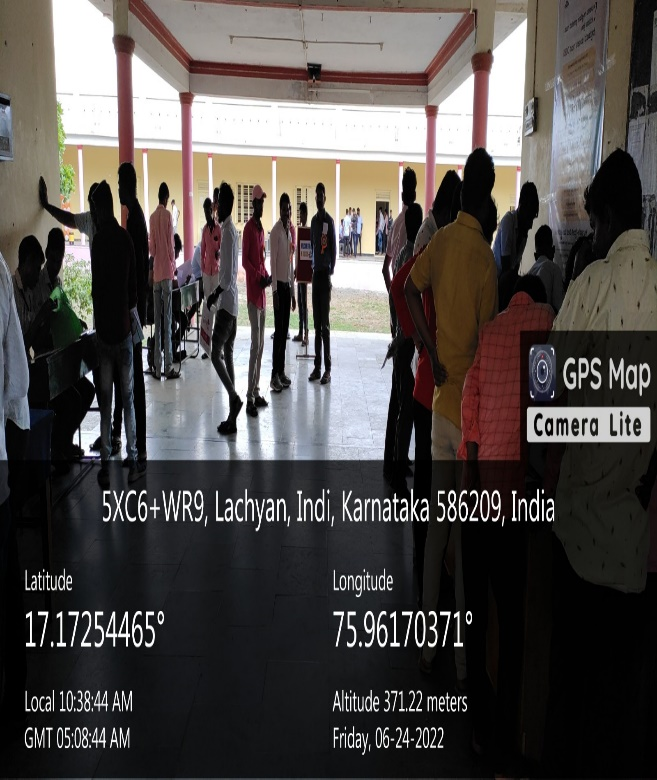 GPS Map
Camera Lite
5XC6+WR9, Lachyan, Indi, Karnataka 586209, India
Latitude
17.17254465°
Longitude
75.96170371°
Local 10:38:44 AM
GMT 05:08:44 AM
Altitude 371.22 meters
Friday, 06-24-2022